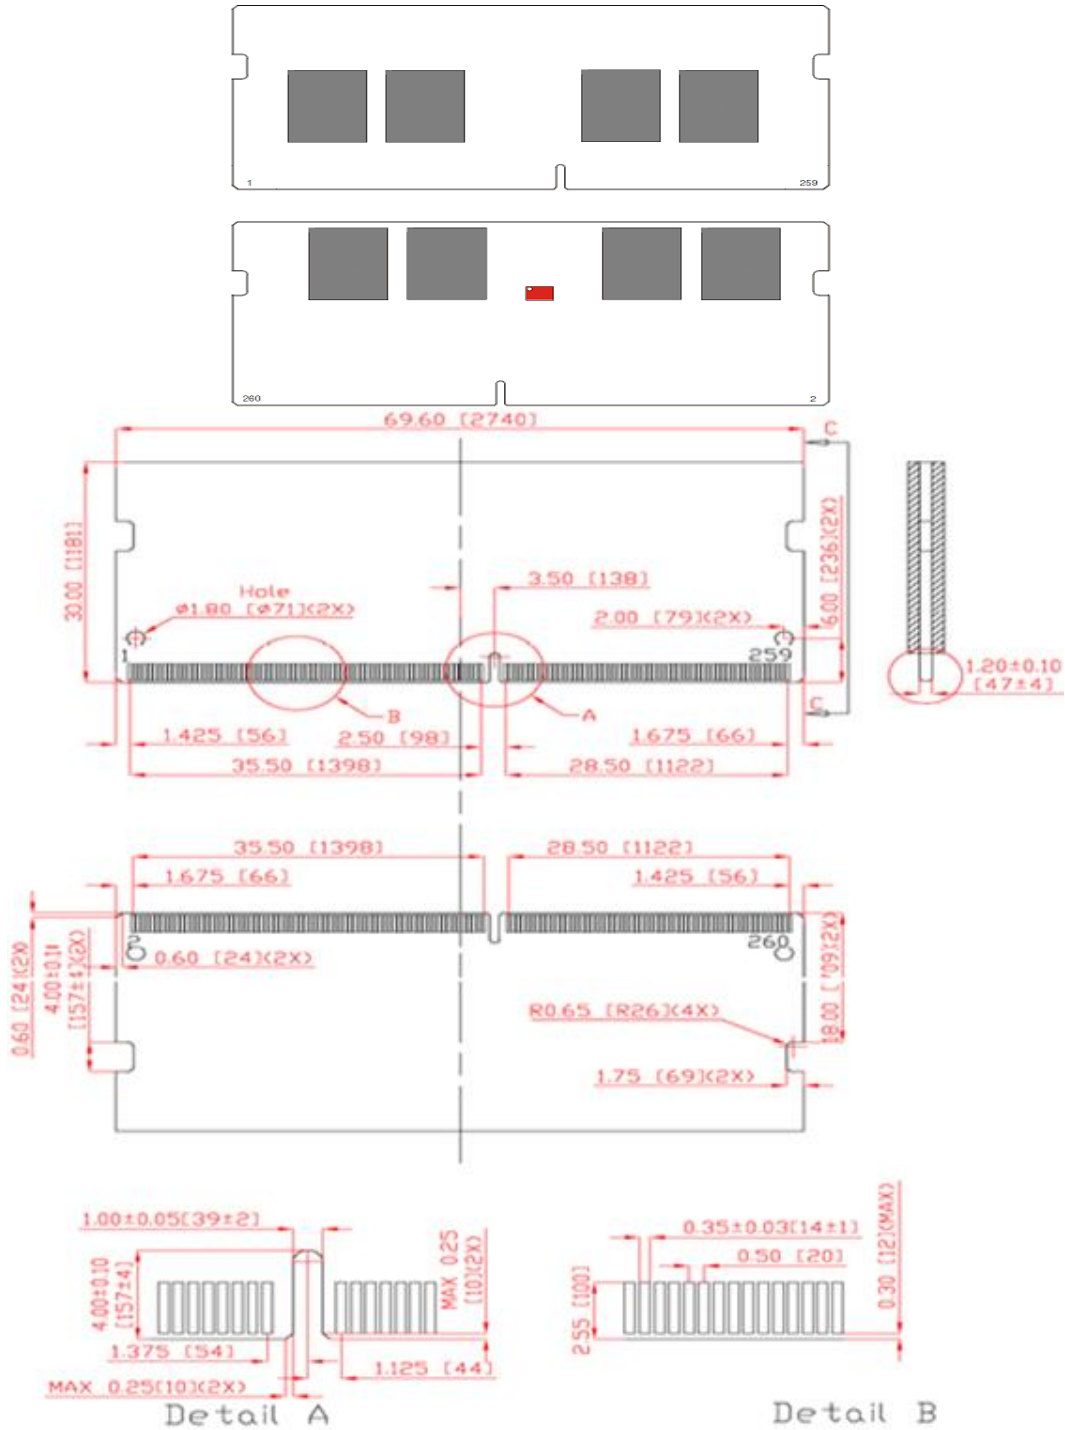 1
259
260
2
69.60 [2740]
C
30.00 [1181]
6.00 [236](2X)
3.50 [138]
Hole
ø1.80 [ø71](2X)
2.00 [79](2X)
1
259
1.20±0.10
[47±4]
B
A
C
1.425 [56]
2.50 [98]
1.675 [66]
35.50 [1398]
28.50 [1122]
35.50 [1398]
28.50 [1122]
1.675 [66]
1.425 [56]
2
260
0.60 [24](2X)
0.60 [24](2X)
4.00±0.1
[157±4](2X)
R0.65 [R26](4X)
18.00 [709](2X)
1.75 [69](2X)
1.00±0.05[39±2]
4.00±0.10
[157±4]
MAX 0.25
[10](2X)
1.375 [54]
1.125 [44]
MAX 0.25[10](2X)
Detail A
0.35±0.03[14±1]
0.50 [20]
0.30 [12](MAX)
2.55 [100]
Detail B